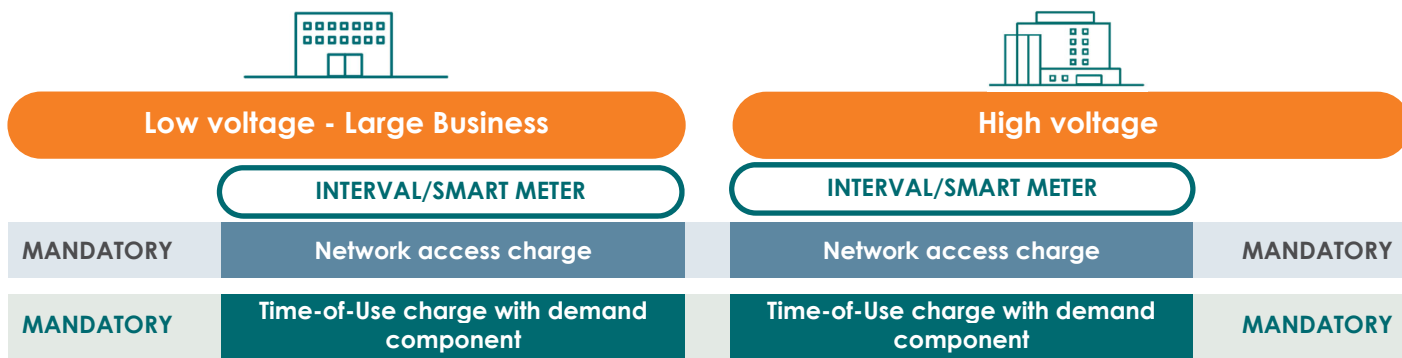 Low voltage - Large Business
High voltage
INTERVAL/SMART METER
INTERVAL/SMART METER
MANDATORY
Network access charge
Network access charge
MANDATORY
MANDATORY
Time-of-Use charge with demand
component
Time-of-Use charge with demand
component
MANDATORY